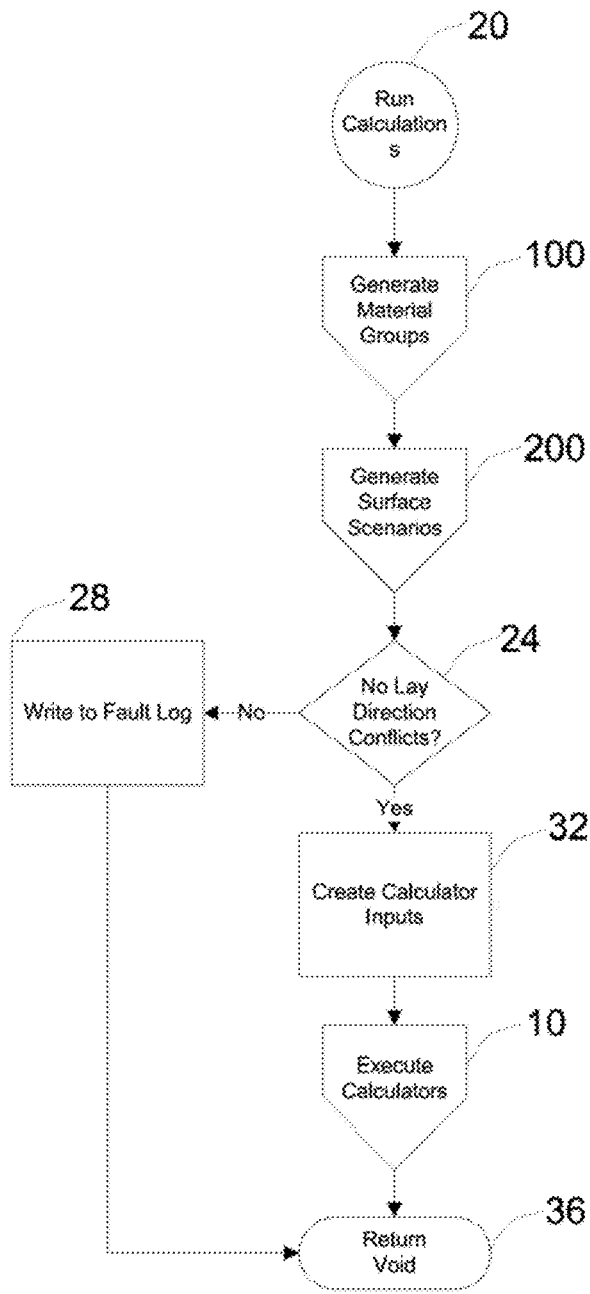 20
Run
Calculation
s
100
Generate
Material
Groups
200
Generate
Surface
Scenarios
28
24
Write to Fault Log
No
No Lay
Direction
Conflicts?
Yes
32
Create Calculator
Inputs
10
Execute
Calculators
36
Return
Void